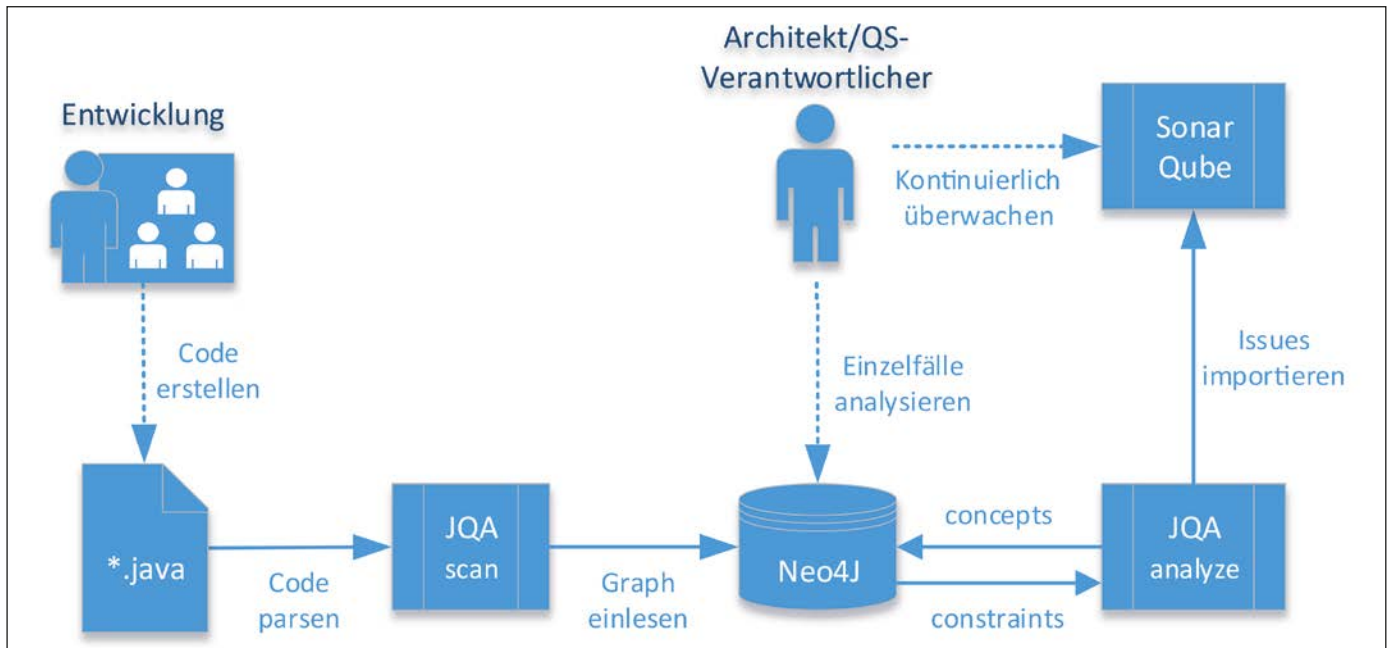 Architekt/QS-
Verantwortlicher
Entwicklung
Sonar
Qube
Kontinuierlich
überwachen
Code
erstellen
Einzelfälle
analysieren
Issues
importieren
*.java
Code
parsen
JQA
scan
Graph
einlesen
Neo4J
concepts
constraints
JQA
analyze